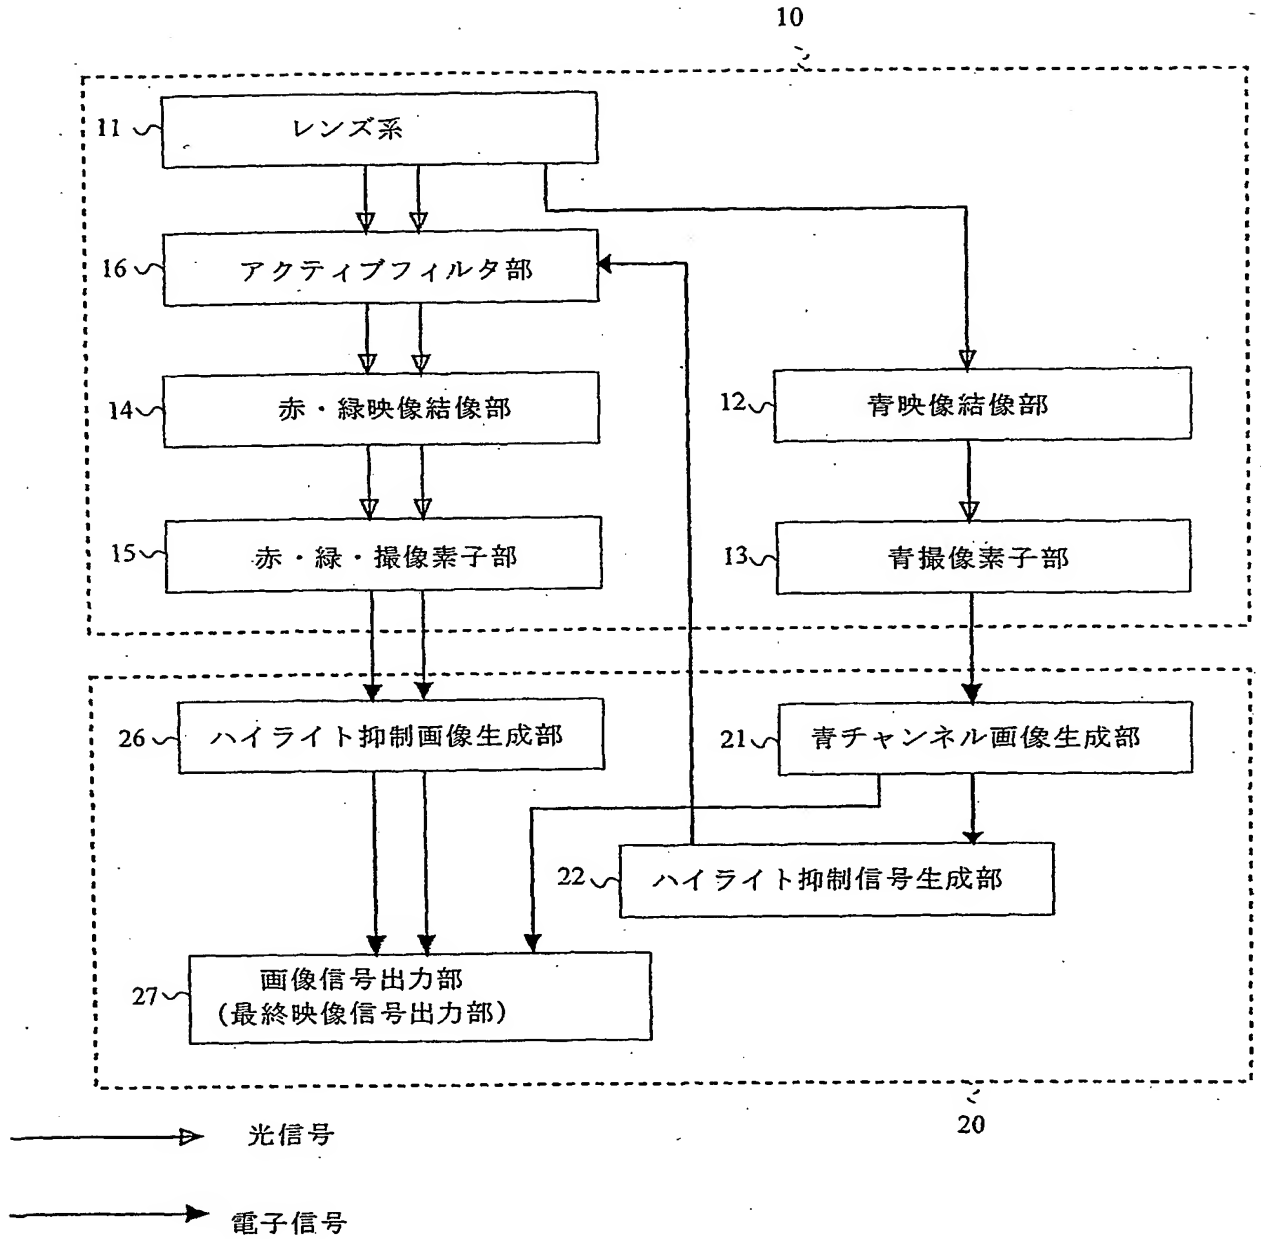 10
11 レンズ系
16 アクティブフィルタ部
14 赤・緑映像結像部
12 青映像結像部
15 赤・緑・撮像素子部
13 青撮像素子部
26 ハイライト抑制画像生成部
21 青チャンネル画像生成部
22 ハイライト抑制信号生成部
27 画像信号出力部
(最終映像信号出力部)
20
光信号
電子信号